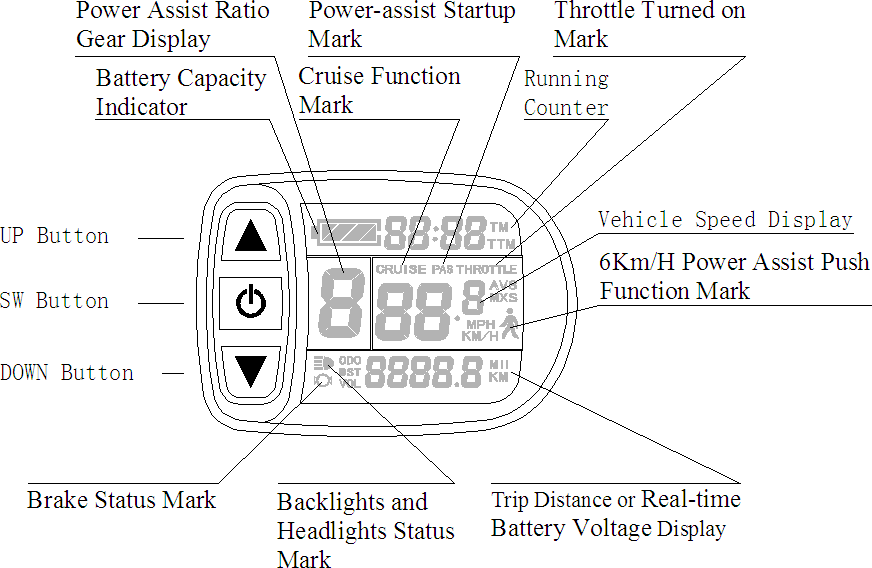 Power Assist Ratio
Gear Display
Power-assist Startup
Mark
Throttle Turned on
Mark
Battery Capacity
Indicator
Cruise Function
Mark
Running
Counter
UP Button
SW Button
DOWN Button
88:88
TM
TTM
CRUISE PAS THROTTLE
8
88.8
AVS
MXS
MPH
KM/H
ODO
DST
VOL
8888.8
MIl
KM
Vehicle Speed Display
6Km/H Power Assist Push
Function Mark
Brake Status Mark
Backlights and
Headlights Status
Mark
Trip Distance or Real-time
Battery Voltage Display